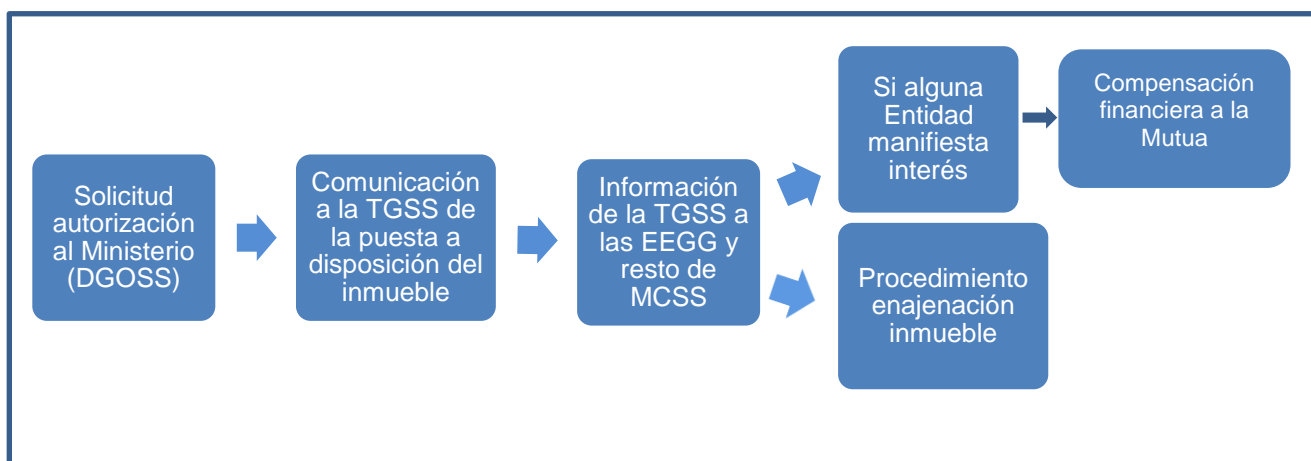 Solicitud
autorización
al Ministerio
(DGOSS)
Comunicación
a la TGSS de
la puesta a
disposición del
inmueble
Información
de la TGSS a
las EEGG y
resto de
MCSS
Si alguna
Entidad
manifiesta
interés
Compensación
financiera a la
Mutua
Procedimiento
enajenación
inmueble